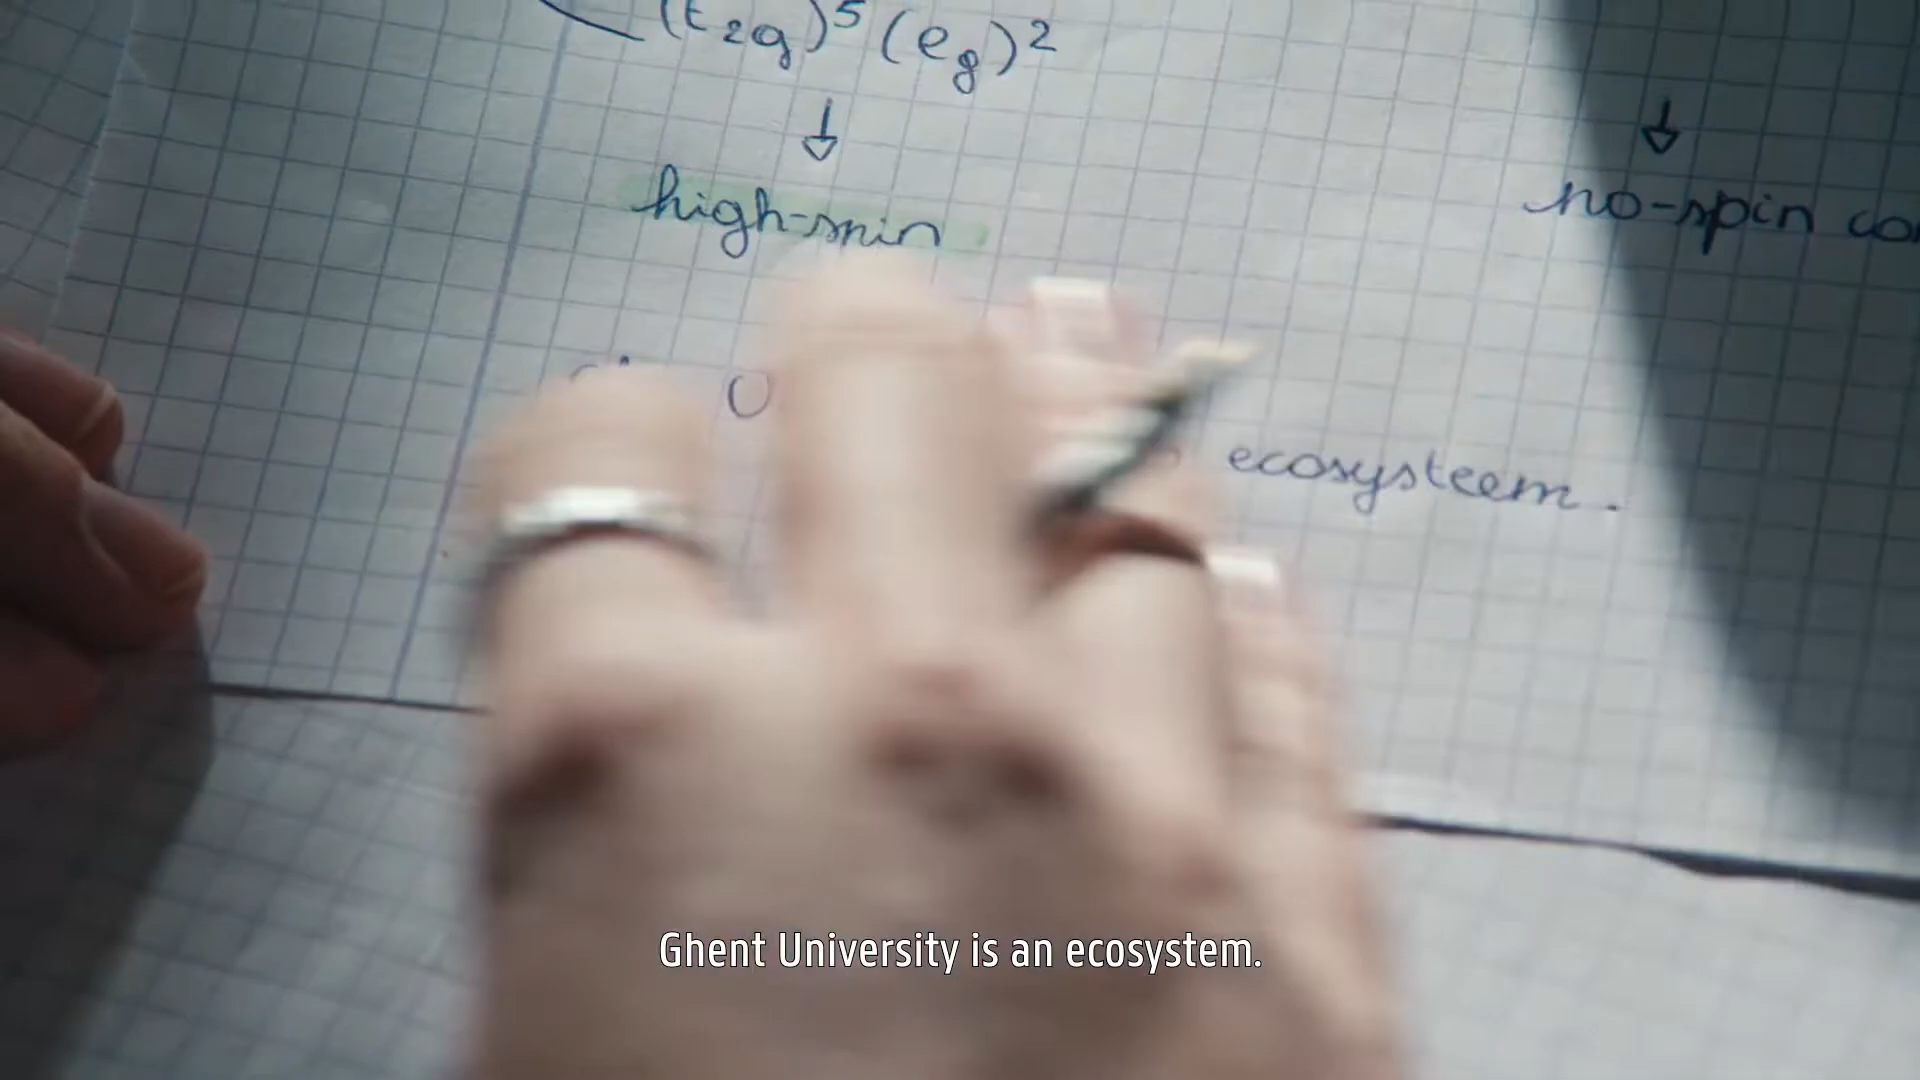 (t2g)⁵ (eg)²
↓ ↓
high-spin no-spin
ecosysteem.
Ghent University is an ecosystem.